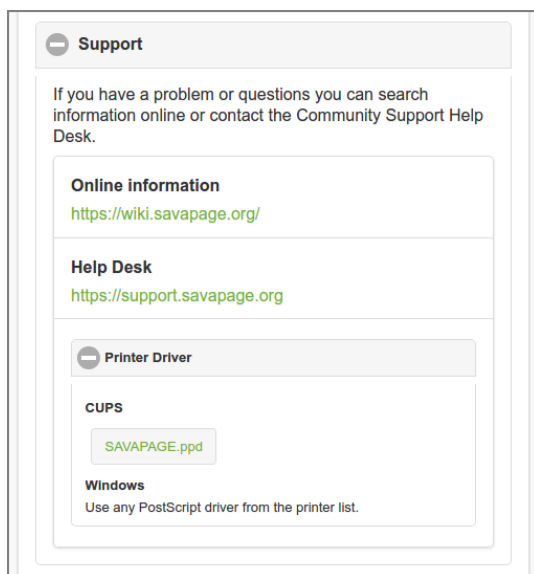 Support
If you have a problem or questions you can search
information online or contact the Community Support Help
Desk.
Online information
https://wiki.savapage.org/
Help Desk
https://support.savapage.org
Printer Driver
CUPS
SAVAPAGE.ppd
Windows
Use any PostScript driver from the printer list.